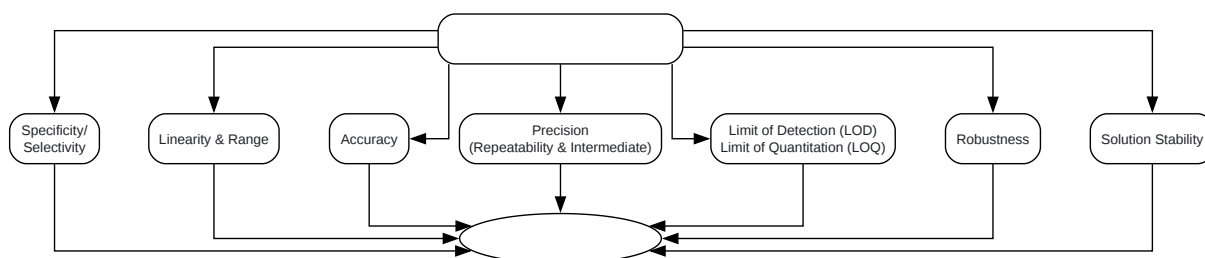 Specificity/
Selectivity
Linearity & Range
Accuracy
Precision
(Repeatability & Intermediate)
Limit of Detection (LOD)
Limit of Quantitation (LOQ)
Robustness
Solution Stability